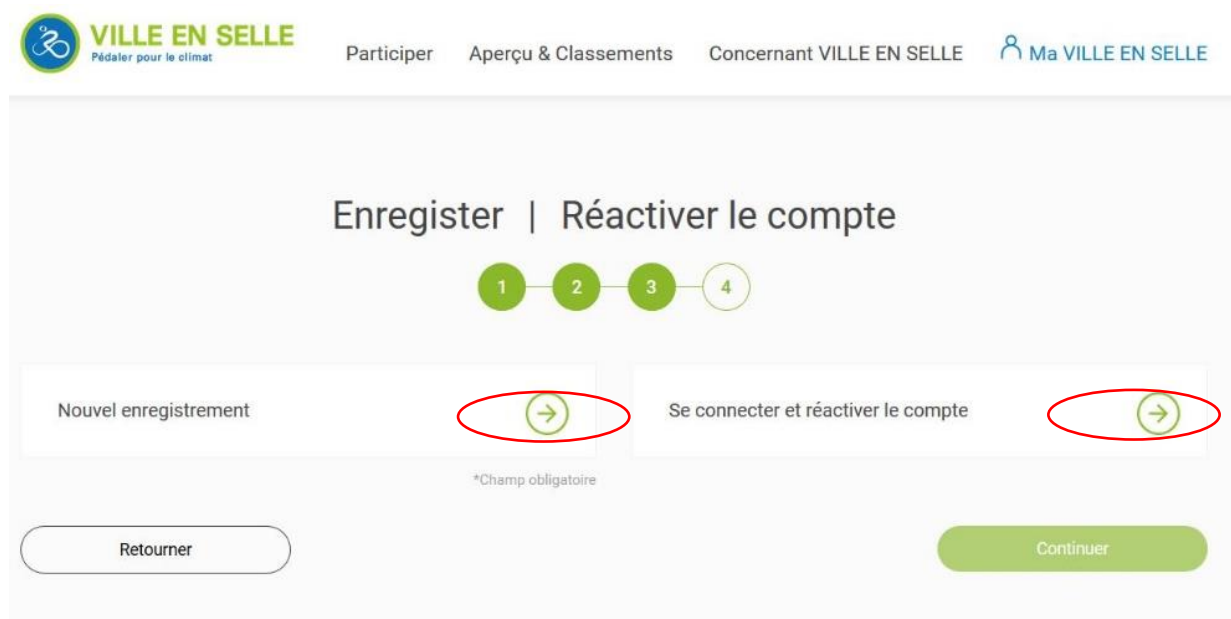 VILLE EN SELLE
Pédaler pour le climat
Participer Aperçu & Classements Concernant VILLE EN SELLE Ma VILLE EN SELLE
Enregister | Réactiver le compte
1 2 3 4
Nouvel enregistrement Se connecter et réactiver le compte
*Champ obligatoire
Retourner Continuer